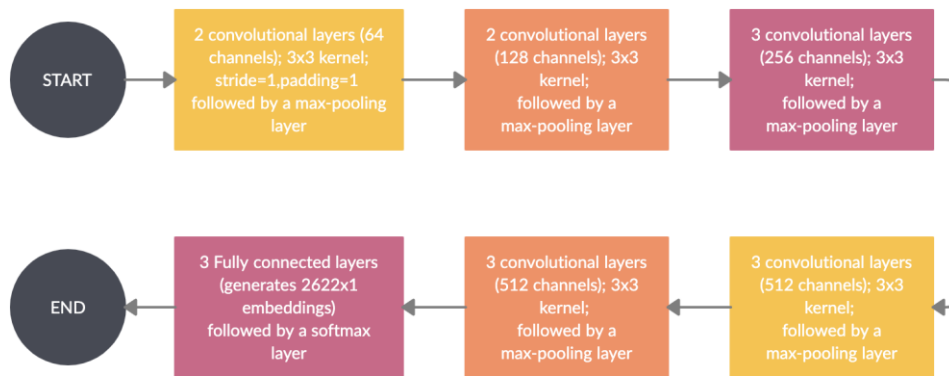 START
2 convolutional layers (64
channels); 3x3 kernel;
stride=1,padding=1
followed by a max-pooling
layer
2 convolutional layers
(128 channels); 3x3
kernel;
followed by a
max-pooling layer
3 convolutional layers
(256 channels); 3x3
kernel;
followed by a
max-pooling layer
3 convolutional layers
(512 channels); 3x3
kernel;
followed by a
max-pooling layer
3 convolutional layers
(512 channels); 3x3
kernel;
followed by a
max-pooling layer
3 Fully connected layers
(generates 2622x1
embeddings)
followed by a softmax
layer
END